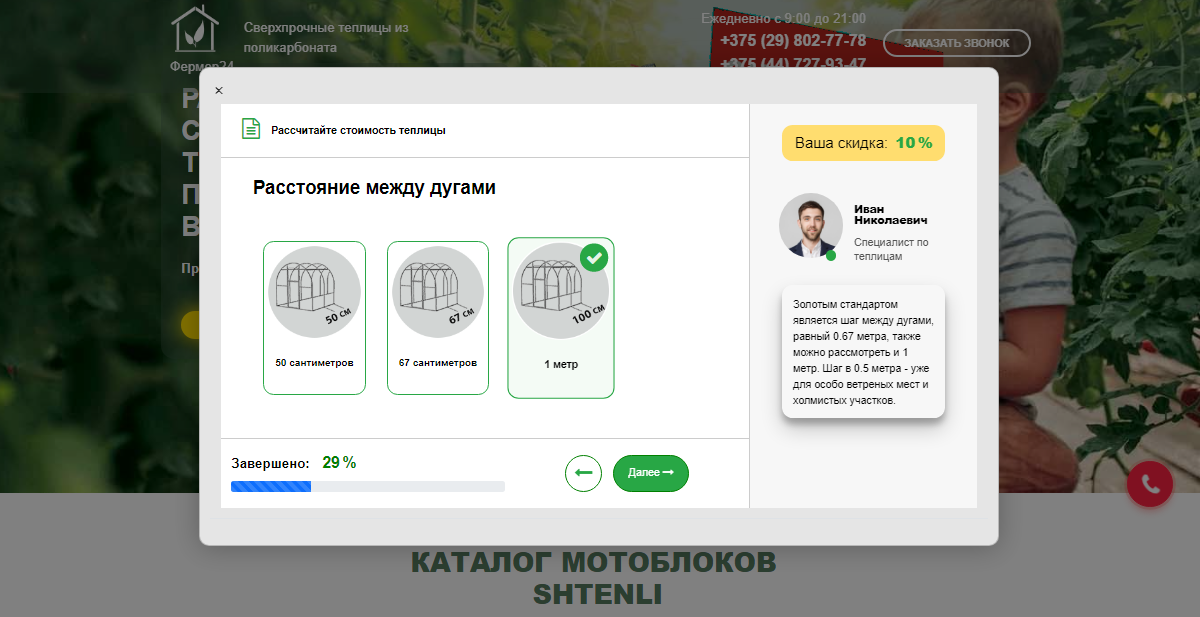 Сверхпрочные теплицы из
поликарбоната
Фермер24
Ежедневно с 9:00 до 21:00
+375 (29) 802-77-78
+375 (44) 727-93-47
ЗАКАЗАТЬ ЗВОНОК
×
Рассчитайте стоимость теплицы
Расстояние между дугами
50 см
67 см
100 см
50 сантиметров
67 сантиметров
1 метр
Завершено: 29 %
Далее
Ваша скидка: 10 %
Иван
Николаевич
Специалист по
теплицам
Золотым стандартом
является шаг между дугами,
равный 0.67 метра, также
можно рассмотреть и 1
метр. Шаг в 0.5 метра - уже
для особо ветреных мест и
холмистых участков.
КАТАЛОГ МОТОБЛОКОВ
SHTENLI